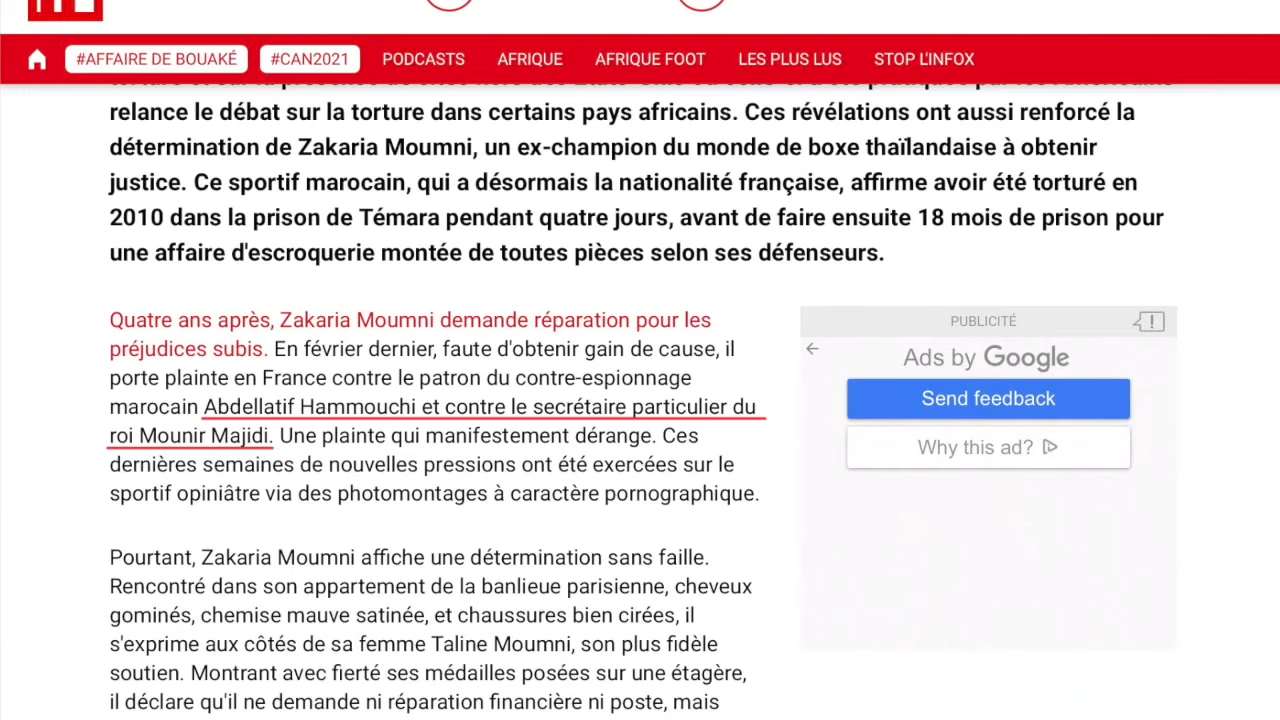 #AFFAIRE DE BOUAKÉ
#CAN2021
PODCASTS
AFRIQUE
AFRIQUE FOOT
LES PLUS LUS
STOP L'INFOX
relance le débat sur la torture dans certains pays africains. Ces révélations ont aussi renforcé la
détermination de Zakaria Moumni, un ex-champion du monde de boxe thaïlandaise à obtenir
justice. Ce sportif marocain, qui a désormais la nationalité française, affirme avoir été torturé en
2010 dans la prison de Témara pendant quatre jours, avant de faire ensuite 18 mois de prison pour
une affaire d'escroquerie montée de toutes pièces selon ses défenseurs.
Quatre ans après, Zakaria Moumni demande réparation pour les
préjudices subis. En février dernier, faute d'obtenir gain de cause, il
porte plainte en France contre le patron du contre-espionnage
marocain Abdellatif Hammouchi et contre le secrétaire particulier du
roi Mounir Majidi. Une plainte qui manifestement dérange. Ces
dernières semaines de nouvelles pressions ont été exercées sur le
sportif opiniâtre via des photomontages à caractère pornographique.
Pourtant, Zakaria Moumni affiche une détermination sans faille.
Rencontré dans son appartement de la banlieue parisienne, cheveux
gominés, chemise mauve satinée, et chaussures bien cirées, il
s'exprime aux côtés de sa femme Taline Moumni, son plus fidèle
soutien. Montrant avec fierté ses médailles posées sur une étagère,
il déclare qu'il ne demande ni réparation financière ni poste, mais
PUBLICITÉ
Ads by Google
Send feedback
Why this ad?